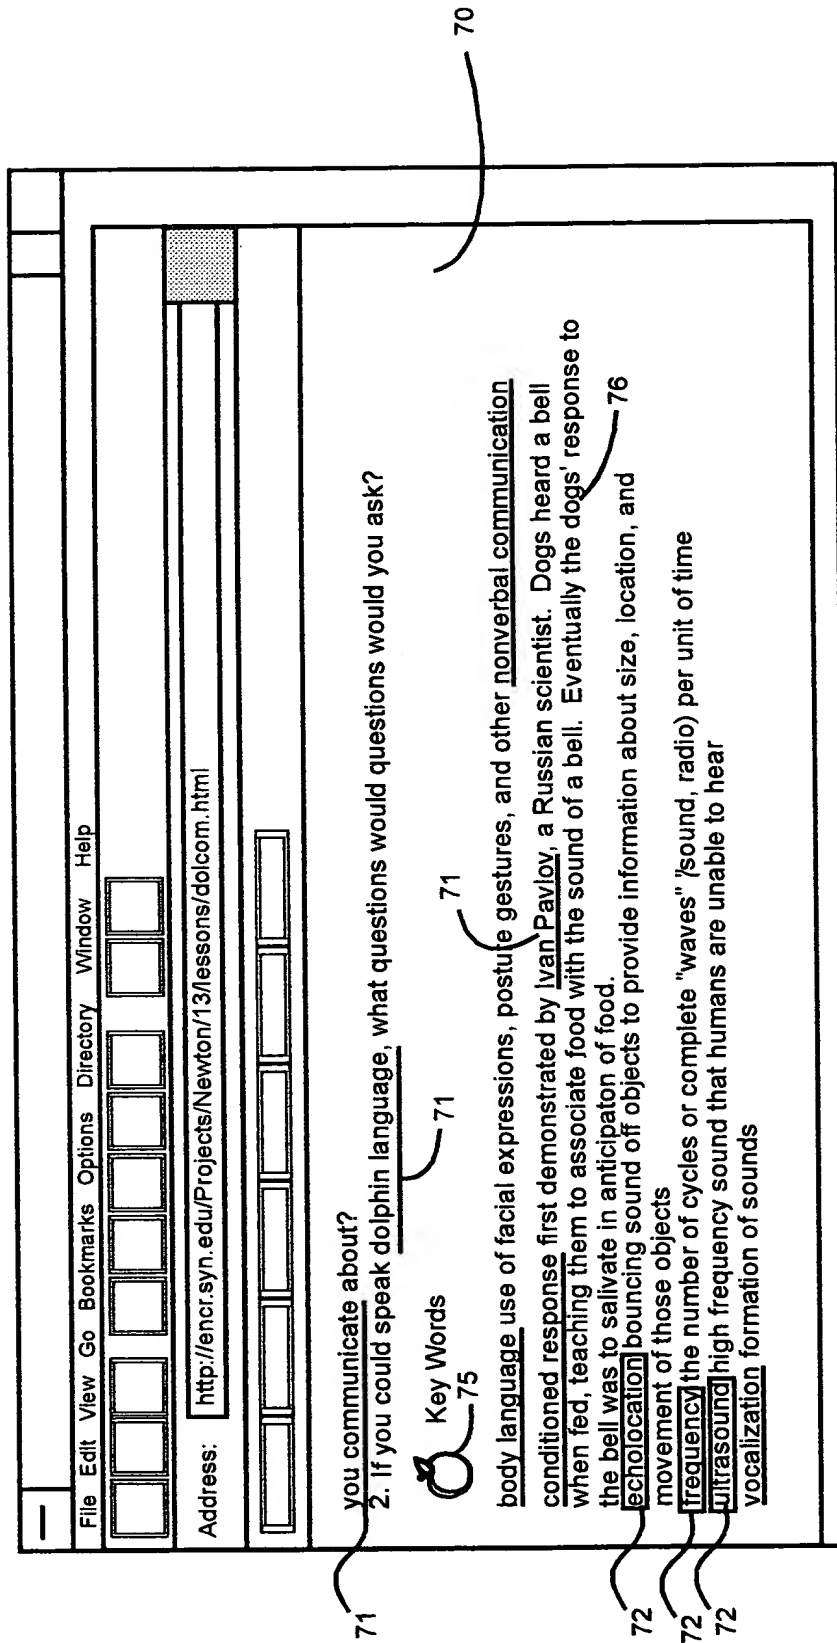 File Edit View Go Bookmarks Options Directory Window Help
Address: http://encr.syn.edu/Projects/Newton/13/lessons/dolcom.html
70
you communicate about?
2. If you could speak dolphin language, what questions would questions would you ask?
71
71
Key Words
75
71
body language use of facial expressions, posture gestures, and other nonverbal communication
conditioned response first demonstrated by Ivan Pavlov, a Russian scientist. Dogs heard a bell
when fed, teaching them to associate food with the sound of a bell. Eventually the dogs' response to
76
the bell was to salivate in anticipaton of food.
echolocation bouncing sound off objects to provide information about size, location, and
movement of those objects
frequency the number of cycles or complete "waves" /sound, radio) per unit of time
ultrasound high frequency sound that humans are unable to hear
vocalization formation of sounds
72
72
72